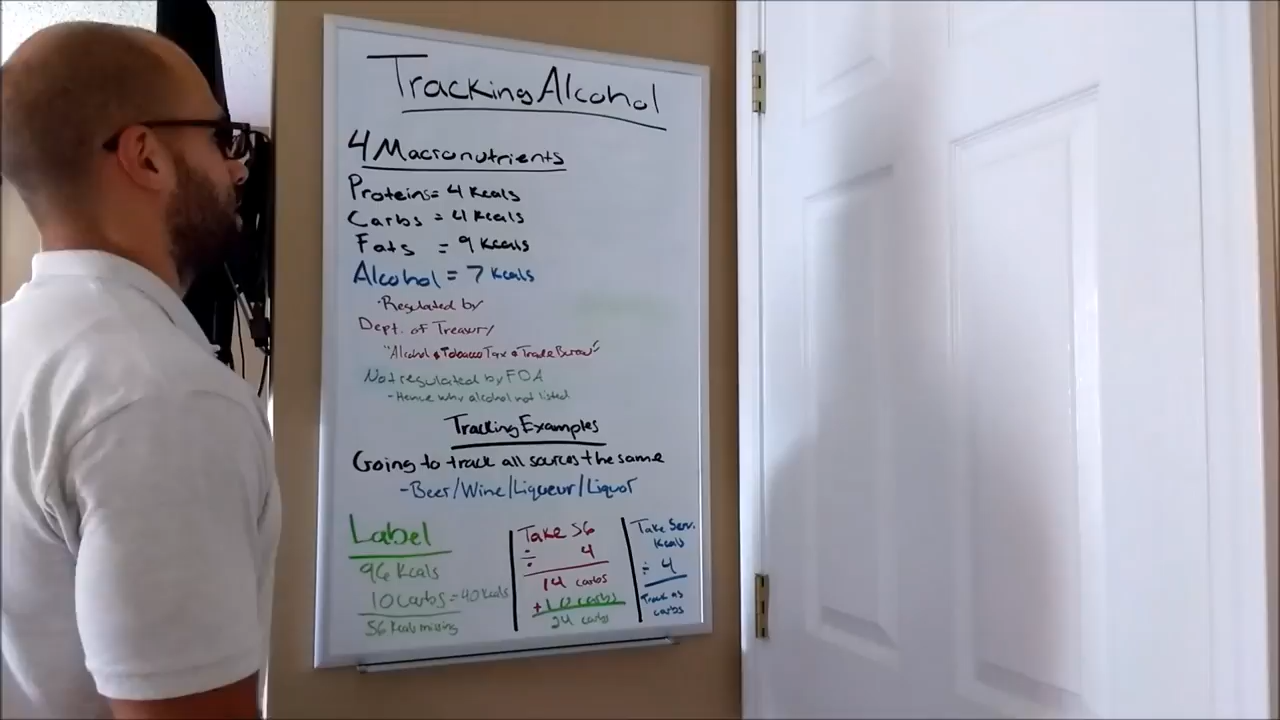 Tracking Alcohol
4 Macronutrients
Proteins = 4 Kcals
Carbs = 4 Kcals
Fats = 9 Kcals
Alcohol = 7 Kcals
·Regulated by
Dept. of Treasury
"Alcohol & Tobacco Tax & Trade Bureau"
Not regulated by FDA
- Hence why alcohol not listed
Tracking Examples
Going to track all sources the same
- Beer/Wine/Liqueur/Liquor
Label
96 Kcals
10 carbs = 40 Kcals
56 Kcals missing
Take 56
÷ 4
14 carbs
+ 10 carbs
24 carbs
Take Serv.
Kcals
÷ 4
Track as
carbs